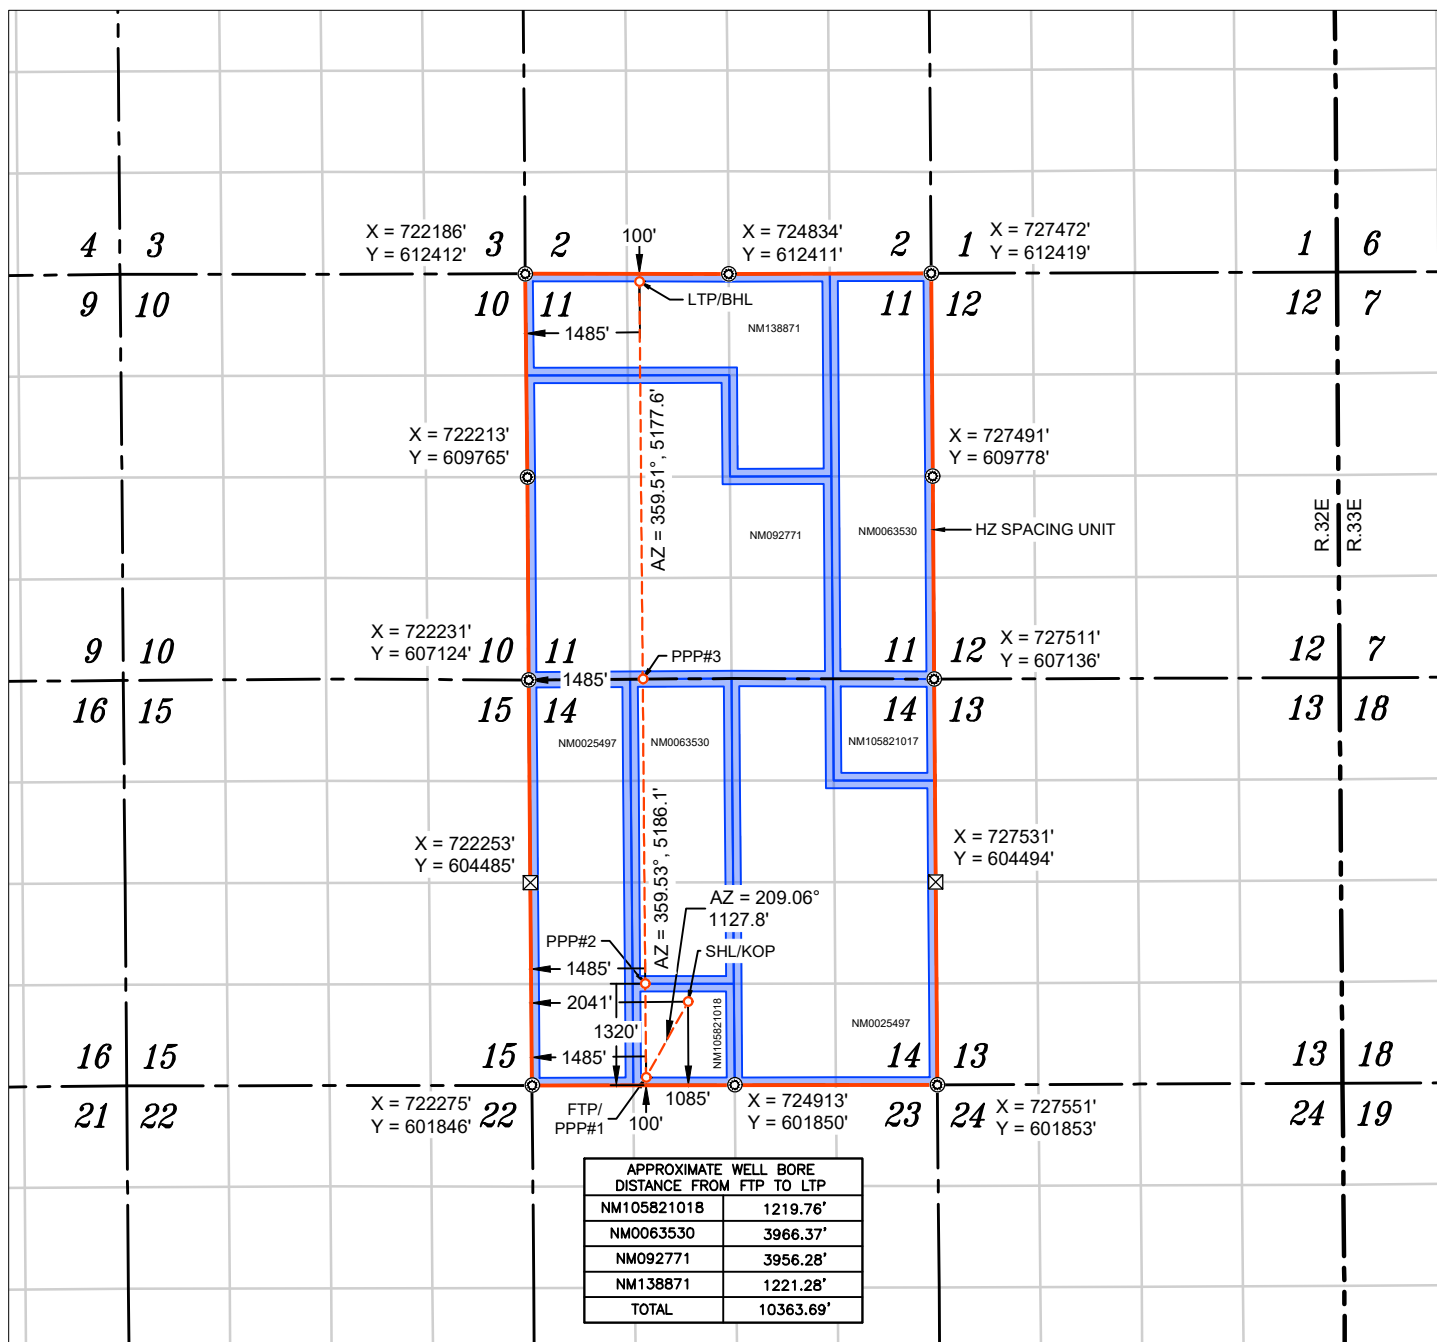 X = 722186'
Y = 612412'
X = 724834'
Y = 612411'
X = 727472'
Y = 612419'
4 3
3 2
100'
2 1
1 6
9 10
10 11
LTP/BHL
11 12
12 7
1485'
NM138871
AZ = 359.51°, 5177.6'
X = 722213'
Y = 609765'
X = 727491'
Y = 609778'
NM092771
NM0063530
HZ SPACING UNIT
R.32E
R.33E
X = 722231'
Y = 607124'
X = 727511'
Y = 607136'
9 10
10 11
PPP#3
11 12
12 7
1485'
16 15
15 14
14 13
13 18
NM0025497
NM0063530
NM105821017
AZ = 359.53°, 5186.1'
X = 722253'
Y = 604485'
X = 727531'
Y = 604494'
AZ = 209.06°
1127.8'
PPP#2
SHL/KOP
1485'
2041'
1320'
NM105821018
NM0025497
1485'
16 15
15
14 13
13 18
21 22
22
23 24
24 19
X = 722275'
Y = 601846'
FTP/
PPP#1
100'
1085'
X = 724913'
Y = 601850'
X = 727551'
Y = 601853'
APPROXIMATE WELL BORE
DISTANCE FROM FTP TO LTP
NM105821018 1219.76'
NM0063530 3966.37'
NM092771 3956.28'
NM138871 1221.28'
TOTAL 10363.69'